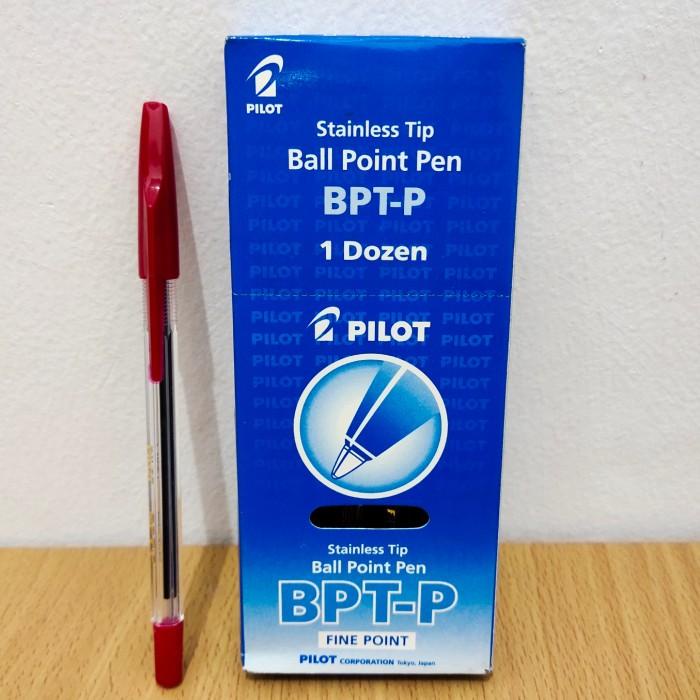 PILOT
Stainless Tip
Ball Point Pen
BPT-P
1 Dozen
PILOT
Stainless Tip
Ball Point Pen
BPT-P
FINE POINT
PILOT CORPORATION Tokyo, Japan